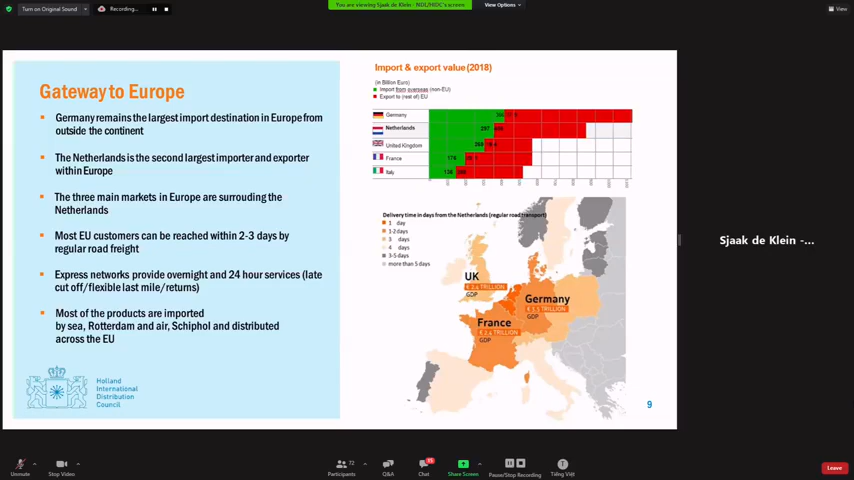 Turn on Original Sound
Recording...
You are viewing Sjaak de Klein - NDL/HIDC's screen
View Options
View
Gateway to Europe
Germany remains the largest import destination in Europe from
outside the continent
The Netherlands is the second largest importer and exporter
within Europe
The three main markets in Europe are surrouding the
Netherlands
Most EU customers can be reached within 2-3 days by
regular road freight
Express networks provide overnight and 24 hour services (late
cut off/flexible last mile/returns)
Most of the products are imported
by sea, Rotterdam and air, Schiphol and distributed
across the EU
Holland
International
Distribution
Council
Import & export value (2018)
(in Billion Euro)
Import from overseas (non-EU)
Export to (rest of) EU
Germany
Netherlands
297
United Kingdom
France
174
Italy
Delivery time in days from the Netherlands (regular road transport)
1 day
1-2 days
3 days
4 days
3-5 days
more than 5 days
UK
€ 2.4 TRILLION
GDP
Germany
TRILLION
GDP
France
TRILLION
GDP
9
Sjaak de Klein -...
Unmute
Stop Video
72
Participants
Q&A
Chat
Share Screen
Pause/Stop Recording
Tiếng Việt
Leave